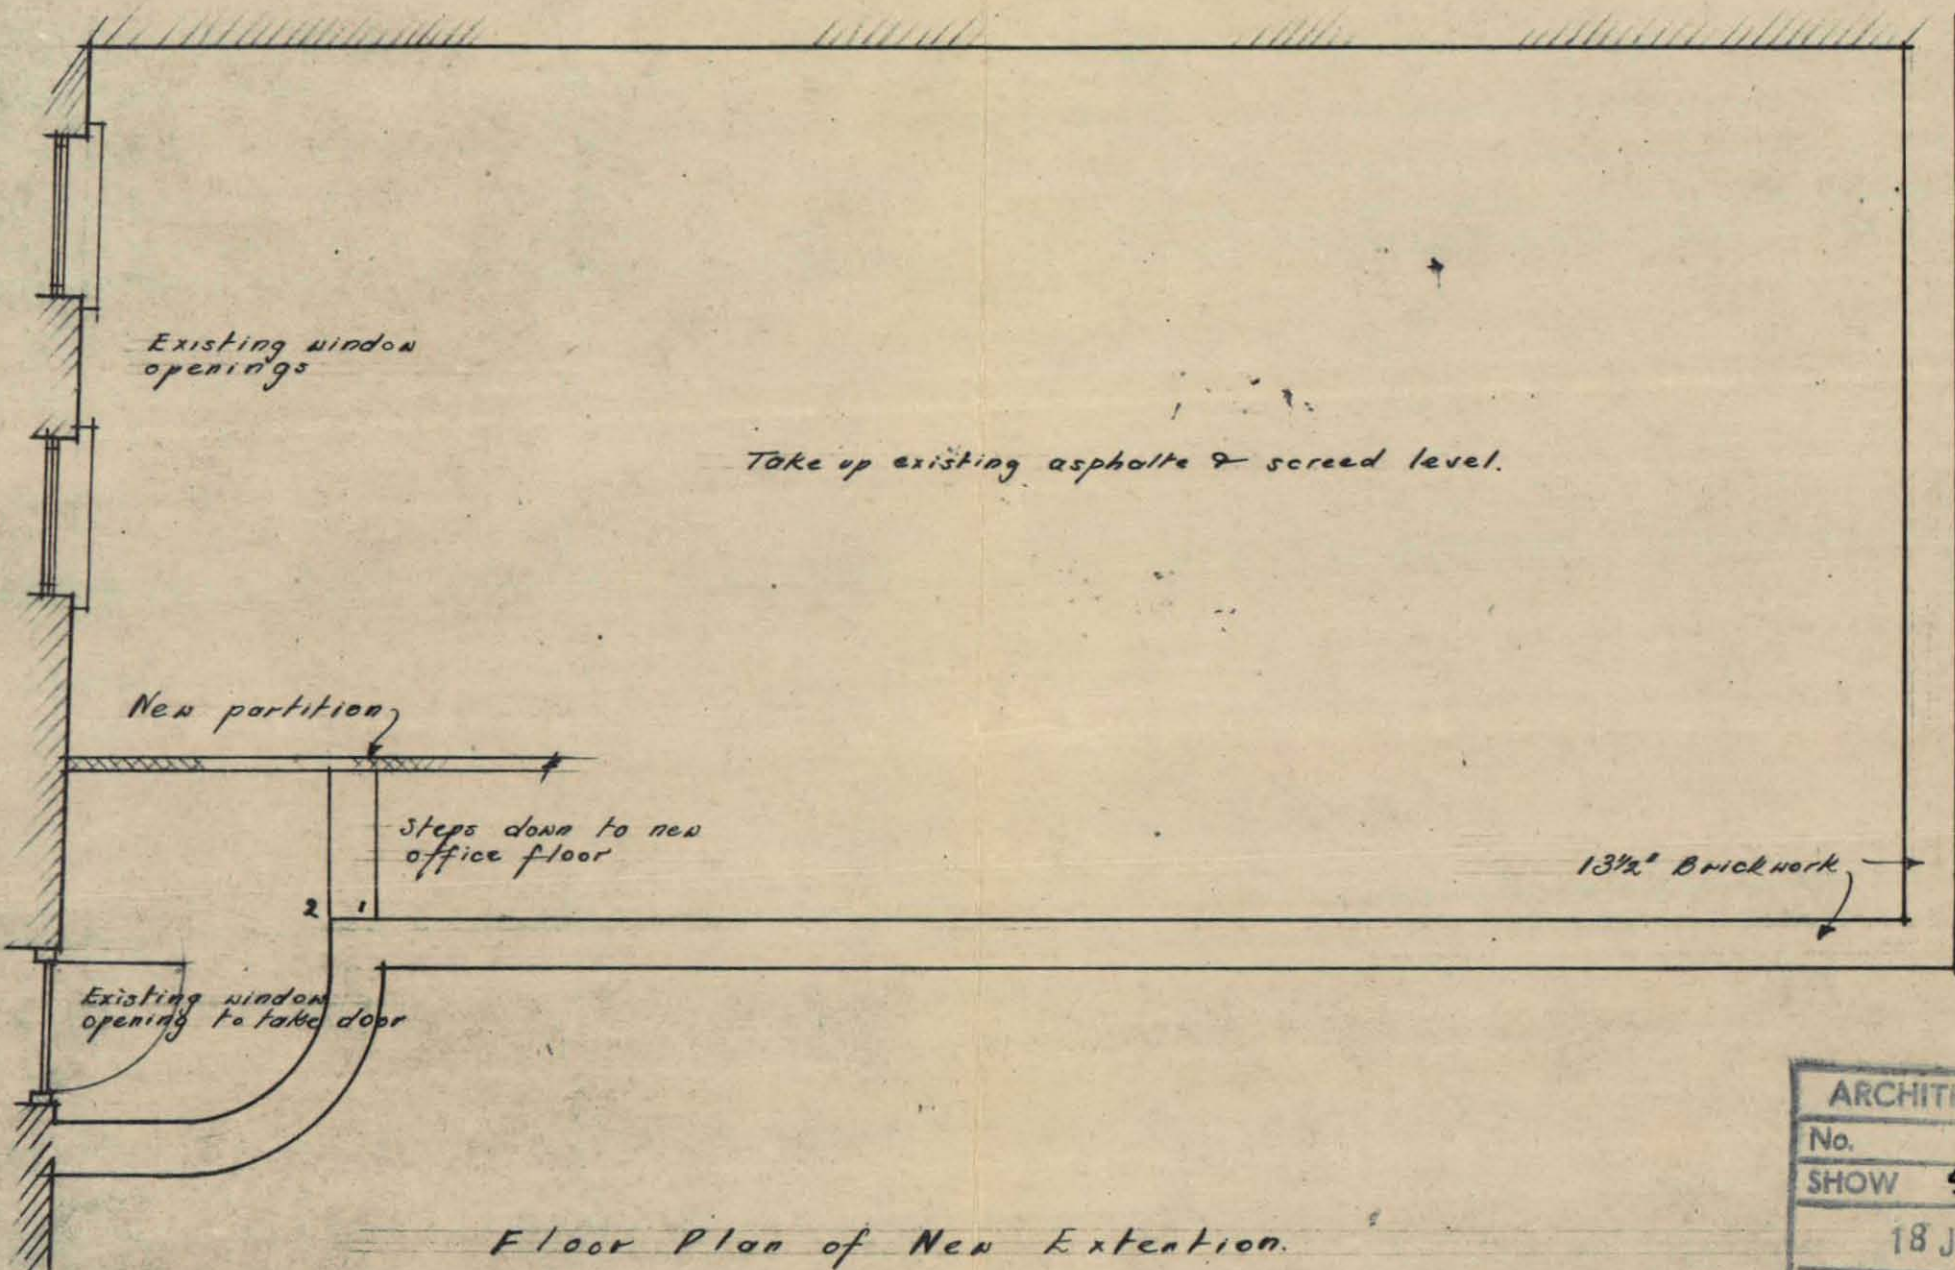 Existing window
openings
Take up existing asphalte & screed level.
New partition
Steps down to new
office floor
13½" Brickwork
2 1
Existing window
opening to take door
Floor Plan of New Extention.
No.
SHOW
18